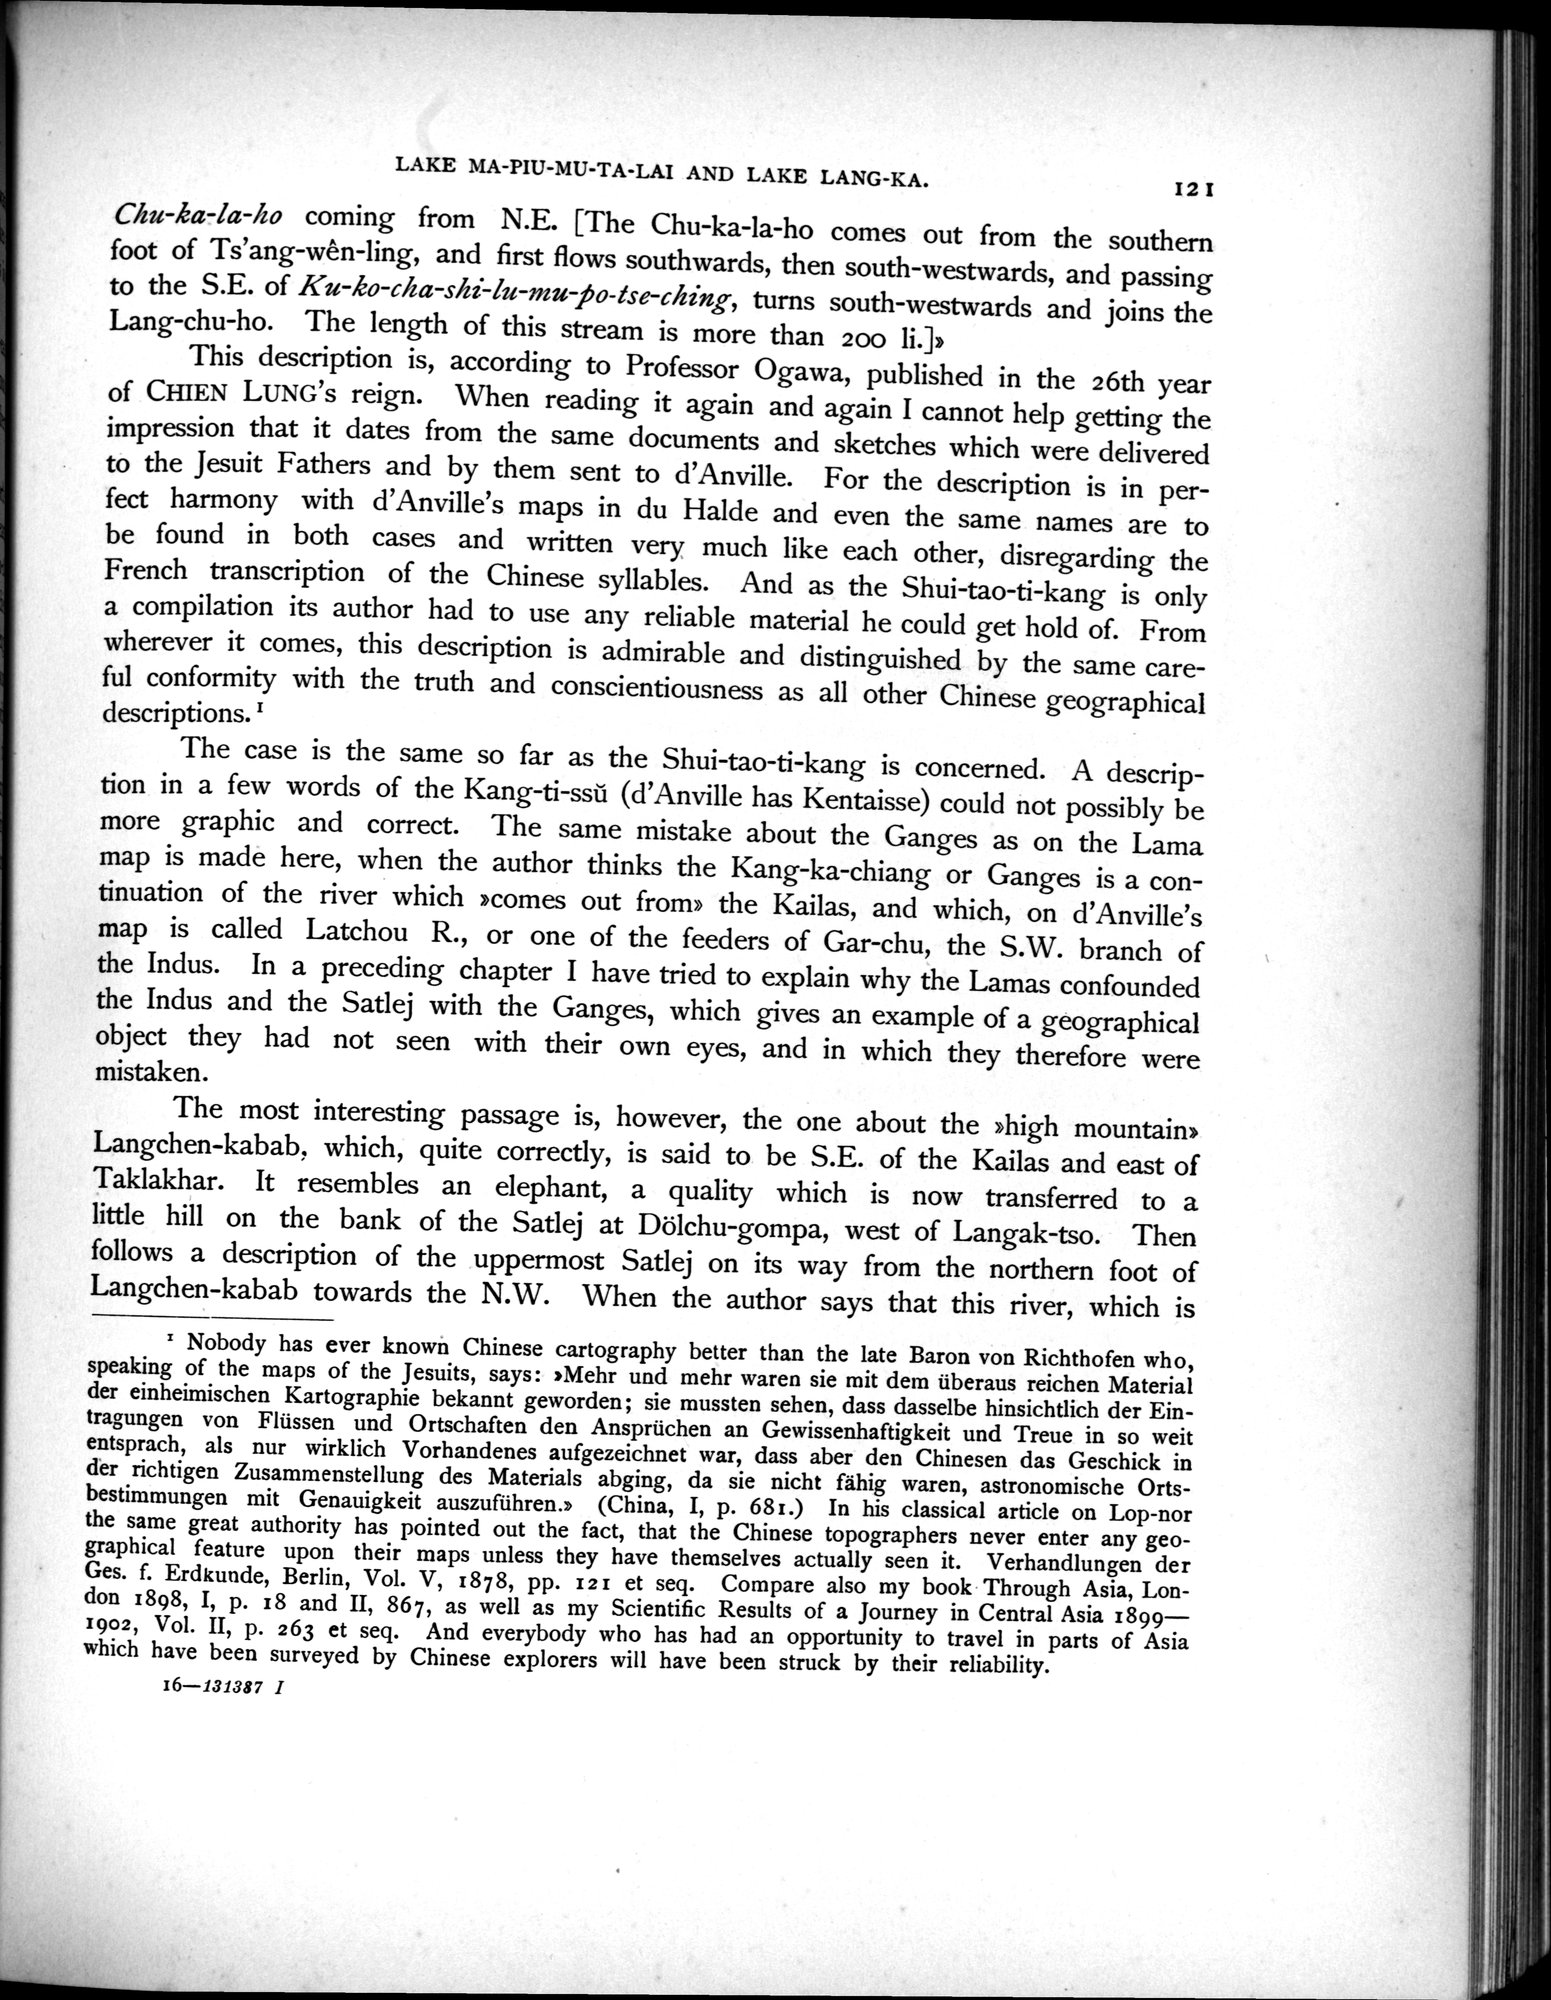 LAKE MA-PIU-MU-TA-LAI AND LAKE LANG-KA.
121
Chu-ka-la-ho coming from N.E. [The Chu-ka-la-ho comes out from the southern
foot of Ts'ang-wên-ling, and first flows southwards, then south-westwards, and passing
to the S.E. of Ku-ko-cha-shi-lu-mu-po-tse-ching, turns south-westwards and joins the
Lang-chu-ho. The length of this stream is more than 200 li.]»
This description is, according to Professor Ogawa, published in the 26th year
of CHIEN LUNG's reign. When reading it again and again I cannot help getting the
impression that it dates from the same documents and sketches which were delivered
to the Jesuit Fathers and by them sent to d'Anville. For the description is in per-
fect harmony with d'Anville's maps in du Halde and even the same names are to
be found in both cases and written very much like each other, disregarding the
French transcription of the Chinese syllables. And as the Shui-tao-ti-kang is only
a compilation its author had to use any reliable material he could get hold of. From
wherever it comes, this description is admirable and distinguished by the same care-
ful conformity with the truth and conscientiousness as all other Chinese geographical
descriptions.¹
The case is the same so far as the Shui-tao-ti-kang is concerned. A descrip-
tion in a few words of the Kang-ti-ssŭ (d'Anville has Kentaisse) could not possibly be
more graphic and correct. The same mistake about the Ganges as on the Lama
map is made here, when the author thinks the Kang-ka-chiang or Ganges is a con-
tinuation of the river which »comes out from» the Kailas, and which, on d'Anville's
map is called Latchou R., or one of the feeders of Gar-chu, the S.W. branch of
the Indus. In a preceding chapter I have tried to explain why the Lamas confounded
the Indus and the Satlej with the Ganges, which gives an example of a geographical
object they had not seen with their own eyes, and in which they therefore were
mistaken.
The most interesting passage is, however, the one about the »high mountain»
Langchen-kabab, which, quite correctly, is said to be S.E. of the Kailas and east of
Taklakhar. It resembles an elephant, a quality which is now transferred to a
little hill on the bank of the Satlej at Dölchu-gompa, west of Langak-tso. Then
follows a description of the uppermost Satlej on its way from the northern foot of
Langchen-kabab towards the N.W. When the author says that this river, which is
¹ Nobody has ever known Chinese cartography better than the late Baron von Richthofen who,
speaking of the maps of the Jesuits, says: »Mehr und mehr waren sie mit dem überaus reichen Material
der einheimischen Kartographie bekannt geworden; sie mussten sehen, dass dasselbe hinsichtlich der Ein-
tragungen von Flüssen und Ortschaften den Ansprüchen an Gewissenhaftigkeit und Treue in so weit
entsprach, als nur wirklich Vorhandenes aufgezeichnet war, dass aber den Chinesen das Geschick in
der richtigen Zusammenstellung des Materials abging, da sie nicht fähig waren, astronomische Orts-
bestimmungen mit Genauigkeit auszuführen.» (China, I, p. 681.) In his classical article on Lop-nor
the same great authority has pointed out the fact, that the Chinese topographers never enter any geo-
graphical feature upon their maps unless they have themselves actually seen it. Verhandlungen der
Ges. f. Erdkunde, Berlin, Vol. V, 1878, pp. 121 et seq. Compare also my book Through Asia, Lon-
don 1898, I, p. 18 and II, 867, as well as my Scientific Results of a Journey in Central Asia 1899—
1902, Vol. II, p. 263 et seq. And everybody who has had an opportunity to travel in parts of Asia
which have been surveyed by Chinese explorers will have been struck by their reliability.
16—131387 I